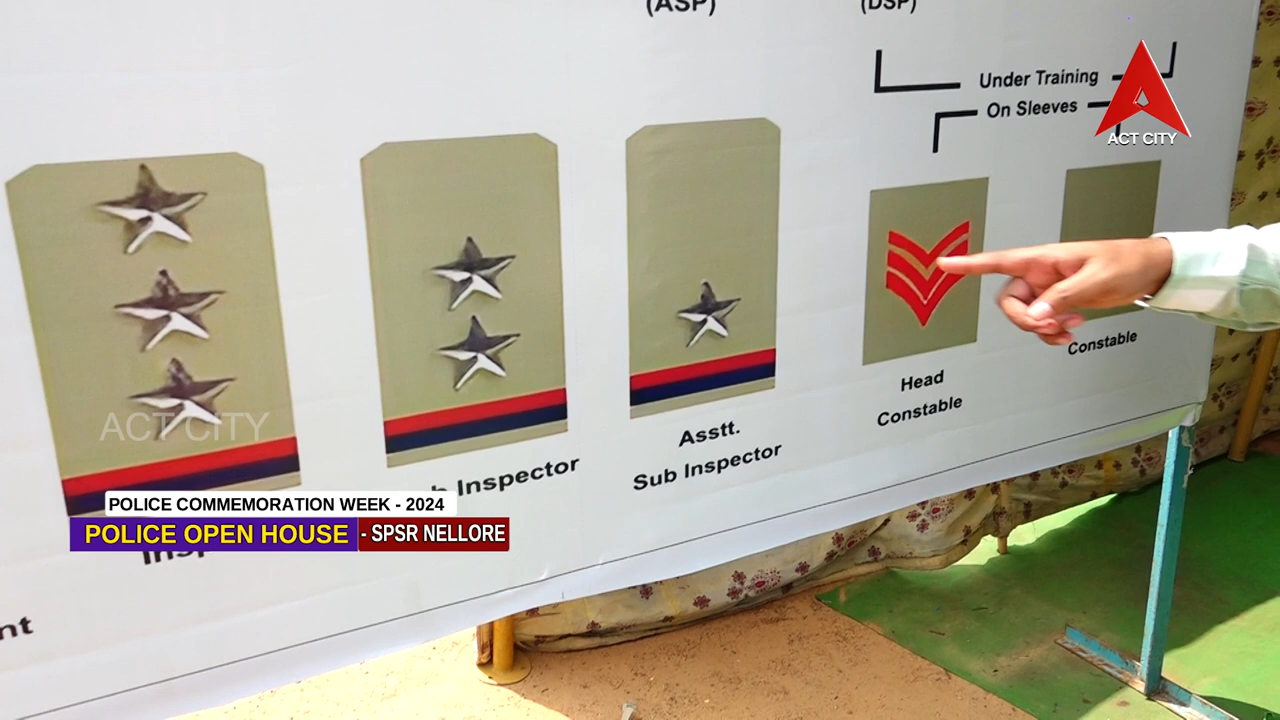 (ASP)
(DSP)
Under Training
On Sleeves
ACT CITY
Constable
Head
Constable
Asstt.
Sub Inspector
Inspector
ACT CITY
POLICE COMMEMORATION WEEK - 2024
POLICE OPEN HOUSE - SPSR NELLORE